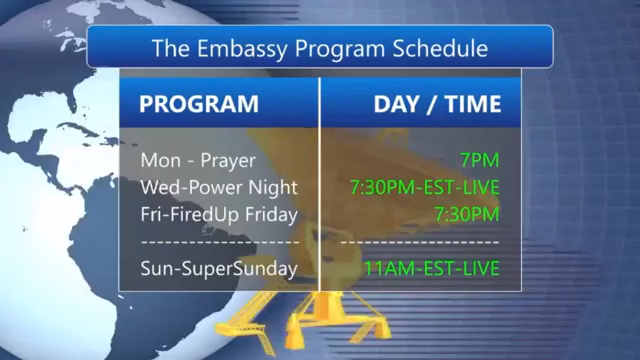 The Embassy Program Schedule
PROGRAM DAY / TIME
Mon - Prayer 7PM
Wed-Power Night 7:30PM-EST-LIVE
Fri-FiredUp Friday 7:30PM
-------------------- --------------------
Sun-SuperSunday 11AM-EST-LIVE